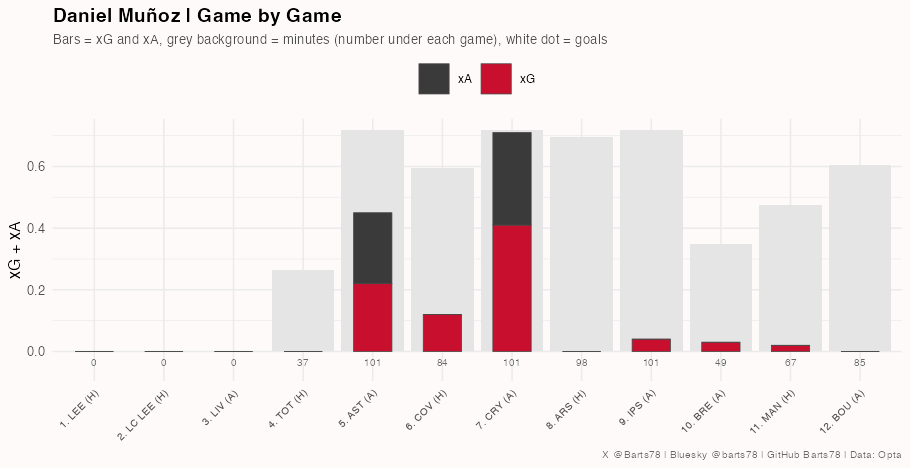 Daniel Muñoz | Game by Game
Bars = xG and xA, grey background = minutes (number under each game), white dot = goals
xA xG
xG + xA
0.6
0.4
0.2
0.0
0 0 0 37 101 84 101 98 101 49 67 85
1. LEE (H)
2. LC LEE (H)
3. LIV (A)
4. TOT (H)
5. AST (A)
6. COV (H)
7. CRY (A)
8. ARS (H)
9. IPS (A)
10. BRE (A)
11. MAN (H)
12. BOU (A)
X @Barts78 | Bluesky @barts78 | GitHub Barts78 | Data: Opta